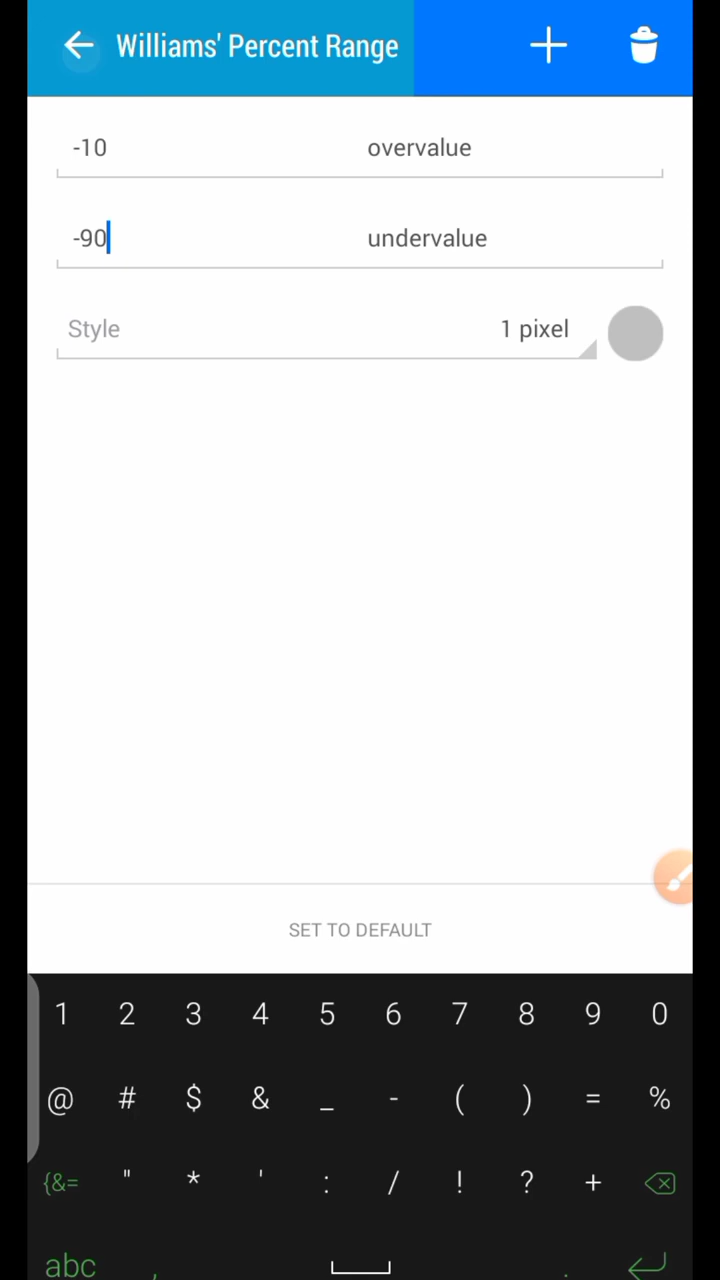 Williams' Percent Range
-10 overvalue
-90 undervalue
Style 1 pixel
SET TO DEFAULT
1 2 3 4 5 6 7 8 9 0
@ # $ & _ - ( ) = %
{&= " * ' : / ! ? +
abc , .